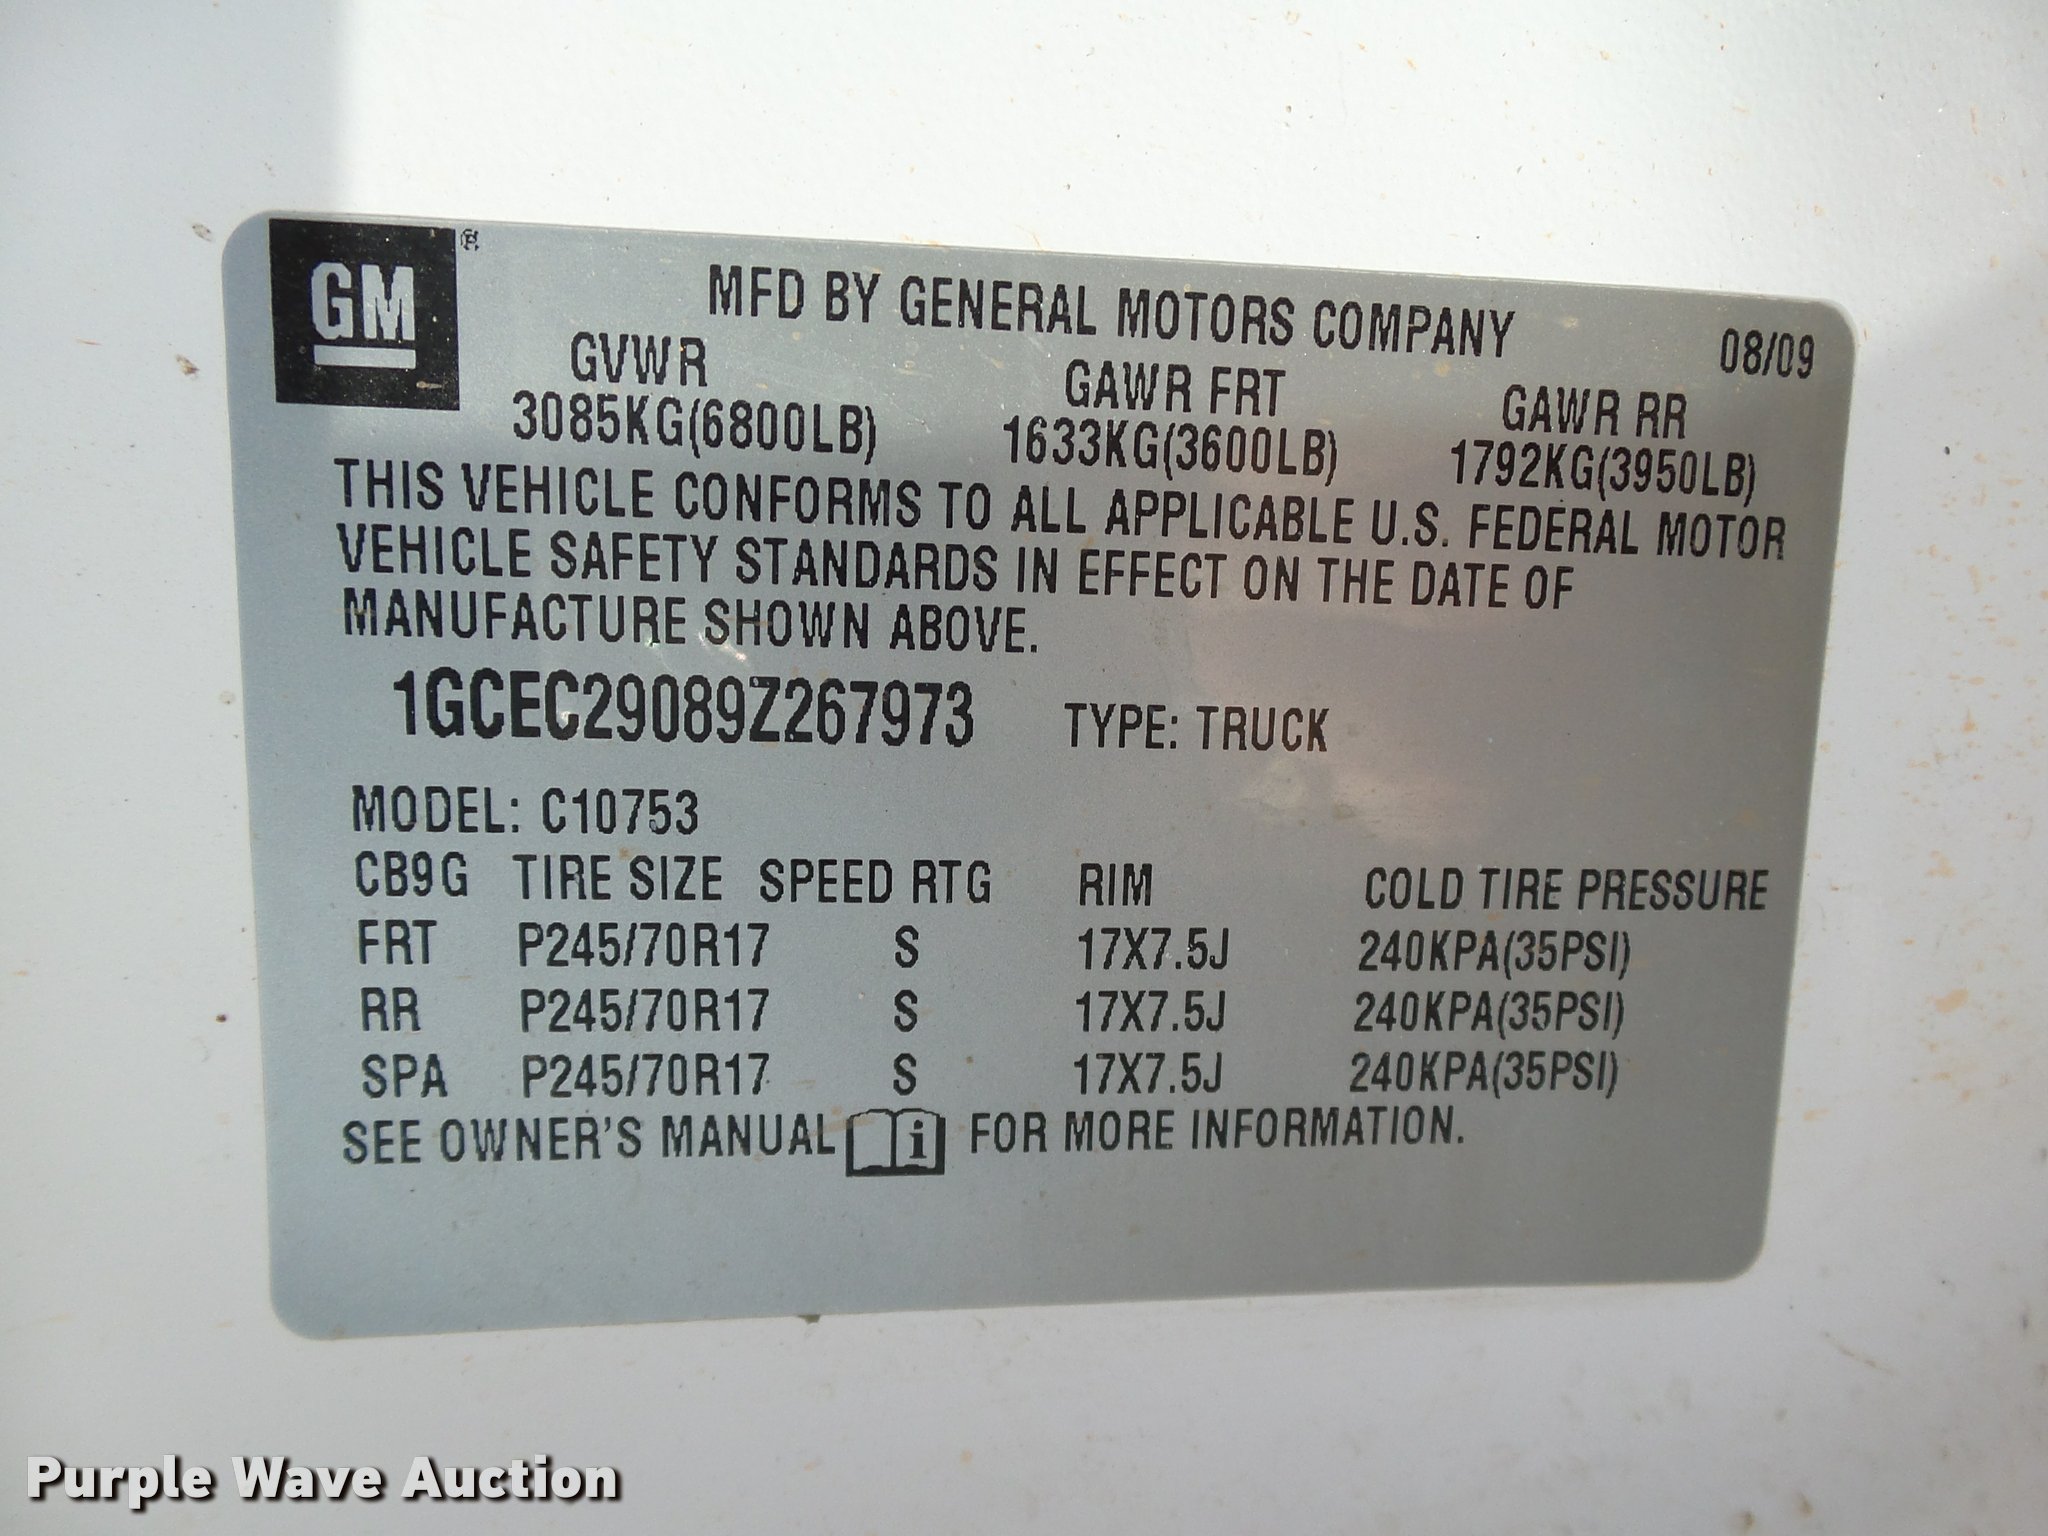 GM ®
MFD BY GENERAL MOTORS COMPANY
08/09
GVWR GAWR FRT GAWR RR
3085KG(6800LB) 1633KG(3600LB) 1792KG(3950LB)
THIS VEHICLE CONFORMS TO ALL APPLICABLE U.S. FEDERAL MOTOR
VEHICLE SAFETY STANDARDS IN EFFECT ON THE DATE OF
MANUFACTURE SHOWN ABOVE.
1GCEC29089Z267973 TYPE: TRUCK
MODEL: C10753
CB9G TIRE SIZE SPEED RTG RIM COLD TIRE PRESSURE
FRT P245/70R17 S 17X7.5J 240KPA(35PSI)
RR P245/70R17 S 17X7.5J 240KPA(35PSI)
SPA P245/70R17 S 17X7.5J 240KPA(35PSI)
SEE OWNER'S MANUAL i FOR MORE INFORMATION.
Purple Wave Auction